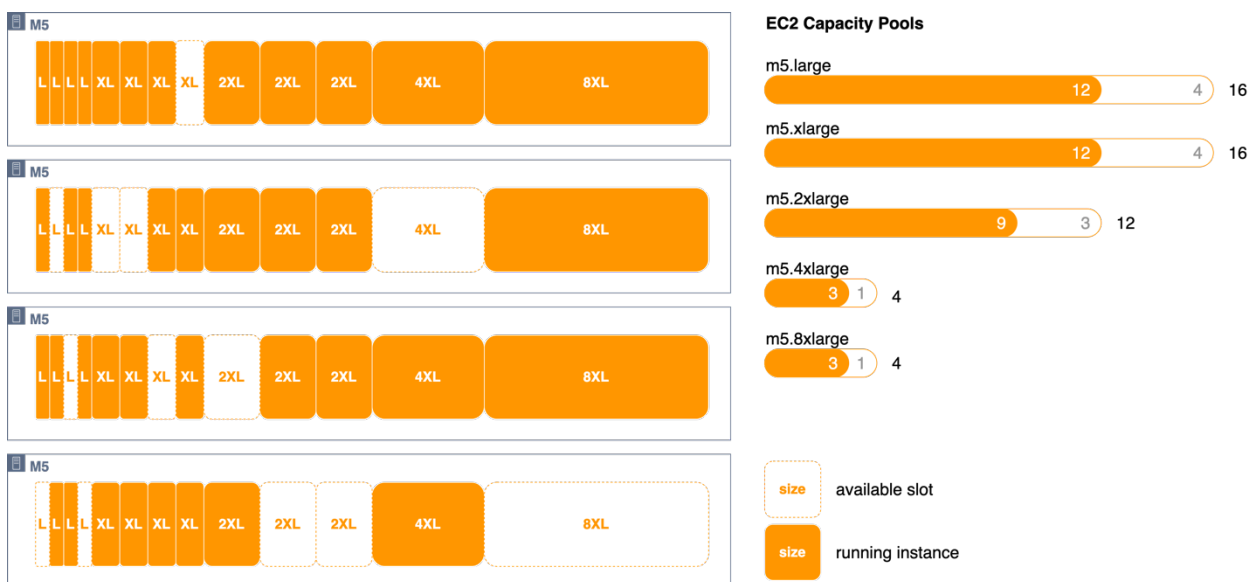 M5
L L L L XL XL XL XL 2XL 2XL 2XL 4XL 8XL
M5
L L L L XL XL XL XL 2XL 2XL 2XL 4XL 8XL
M5
L L L L XL XL XL XL 2XL 2XL 2XL 4XL 8XL
M5
L L L L XL XL XL XL 2XL 2XL 2XL 4XL 8XL
EC2 Capacity Pools
m5.large
12 4 16
m5.xlarge
12 4 16
m5.2xlarge
9 3 12
m5.4xlarge
3 1 4
m5.8xlarge
3 1 4
size available slot
size running instance